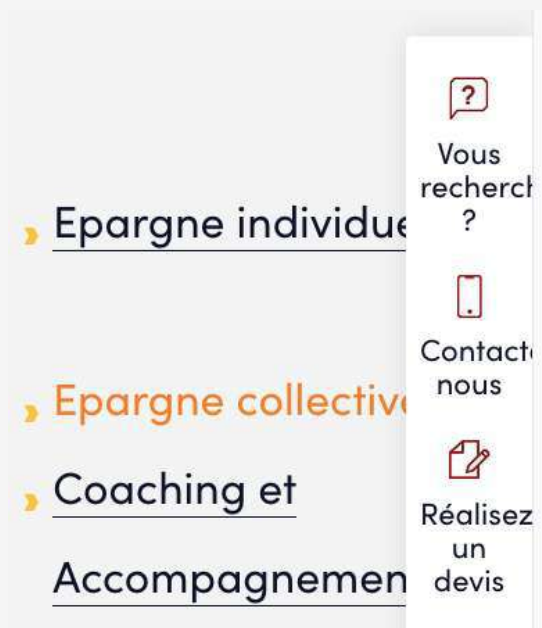 Epargne individue
Epargne collectiv
Coaching et
Accompagnemen
?
Vous
recherch
?
Contact
nous
Réalisez
un
devis